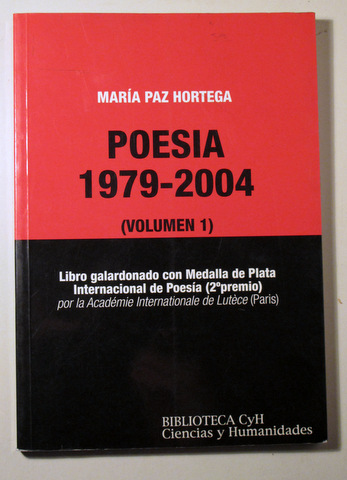 MARÍA PAZ HORTEGA
POESIA
1979-2004
(VOLUMEN 1)
Libro galardonado con Medalla de Plata
Internacional de Poesía (2ºpremio)
por la Académie Internationale de Lutèce (Paris)
BIBLIOTECA CyH
Ciencias y Humanidades